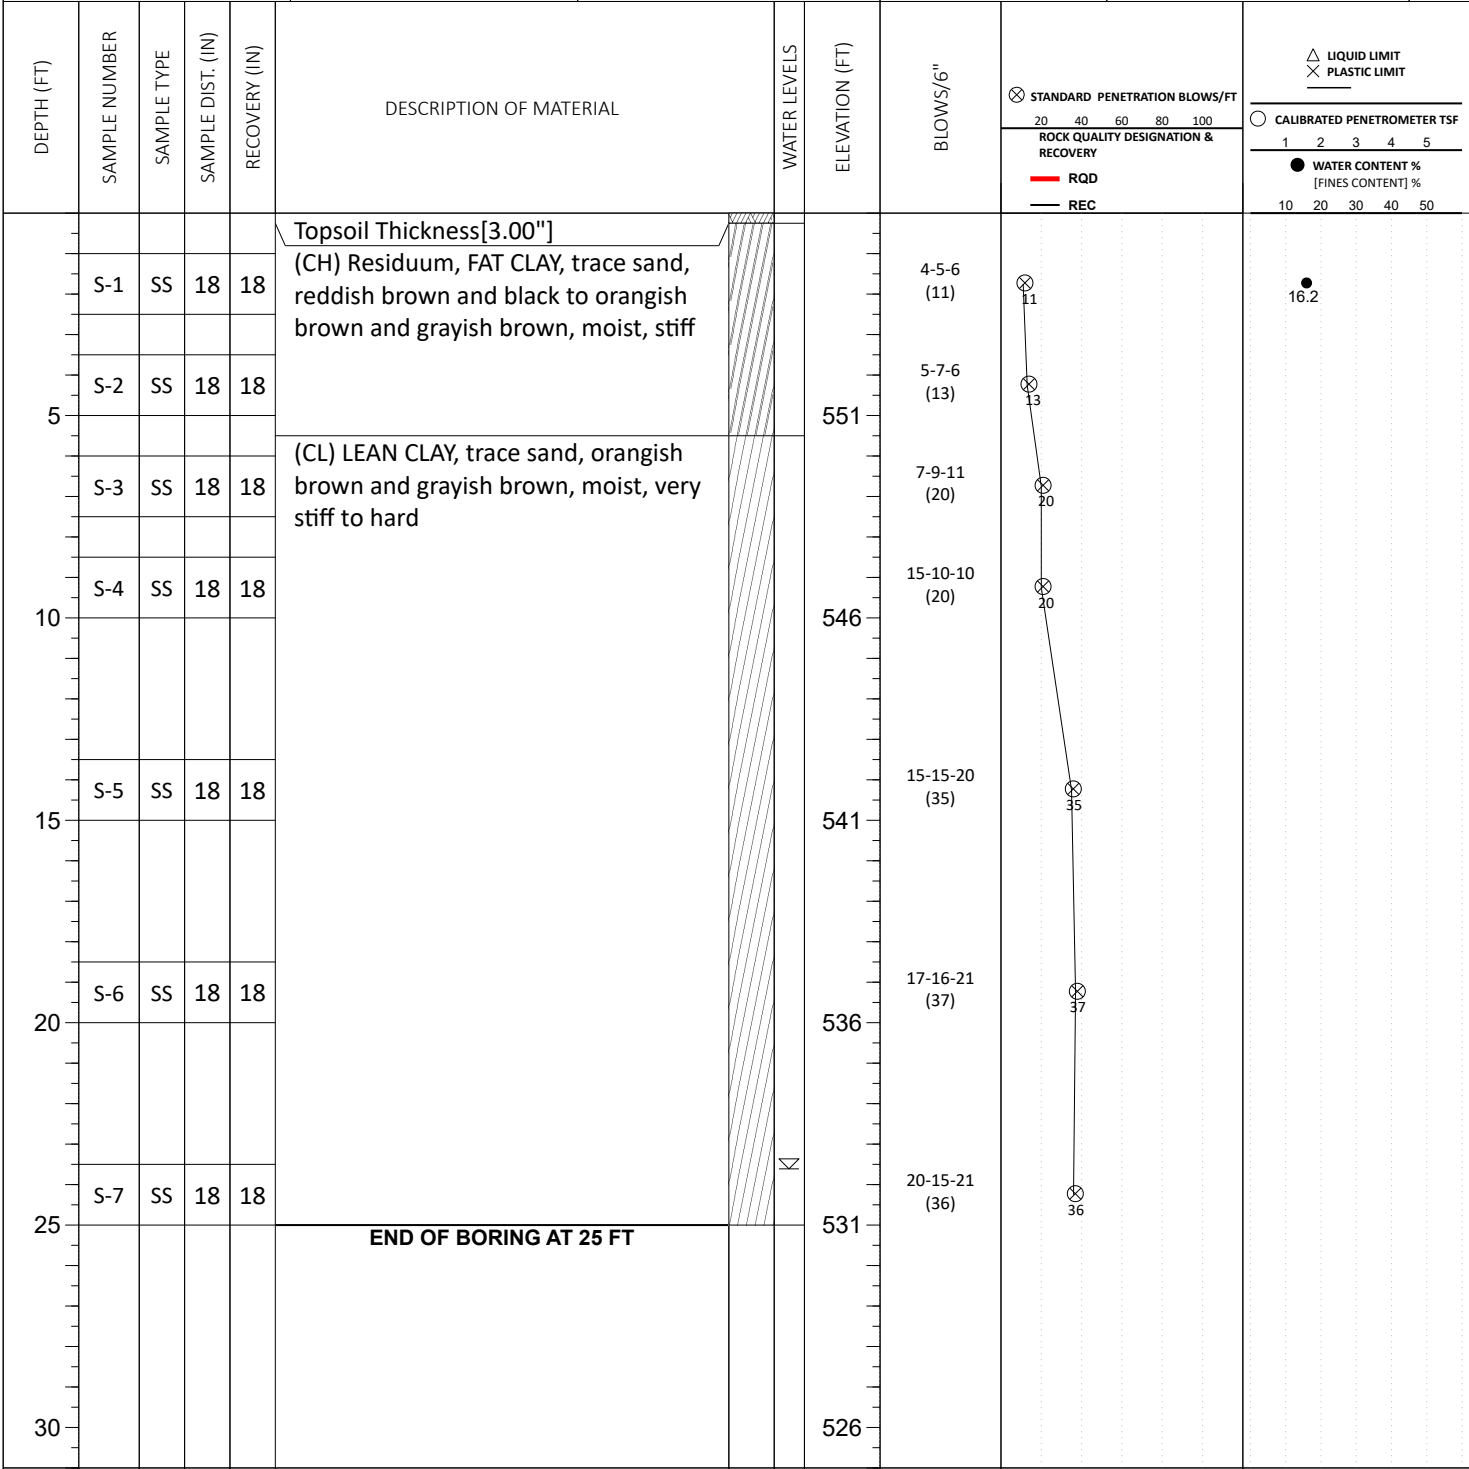 DEPTH (FT)
SAMPLE NUMBER
SAMPLE TYPE
SAMPLE DIST. (IN)
RECOVERY (IN)
DESCRIPTION OF MATERIAL
WATER LEVELS
ELEVATION (FT)
BLOWS/6"
STANDARD PENETRATION BLOWS/FT
20 40 60 80 100
ROCK QUALITY DESIGNATION &
RECOVERY
RQD
REC
LIQUID LIMIT
PLASTIC LIMIT
CALIBRATED PENETROMETER TSF
1 2 3 4 5
WATER CONTENT %
[FINES CONTENT] %
10 20 30 40 50
Topsoil Thickness[3.00"]
(CH) Residuum, FAT CLAY, trace sand,
reddish brown and black to orangish
brown and grayish brown, moist, stiff
S-1 SS 18 18
4-5-6
(11)
11
16.2
S-2 SS 18 18
5-7-6
(13)
13
5
551
(CL) LEAN CLAY, trace sand, orangish
brown and grayish brown, moist, very
stiff to hard
S-3 SS 18 18
7-9-11
(20)
20
S-4 SS 18 18
15-10-10
(20)
20
10
546
S-5 SS 18 18
15-15-20
(35)
35
15
541
S-6 SS 18 18
17-16-21
(37)
37
20
536
S-7 SS 18 18
20-15-21
(36)
36
25
531
END OF BORING AT 25 FT
30
526